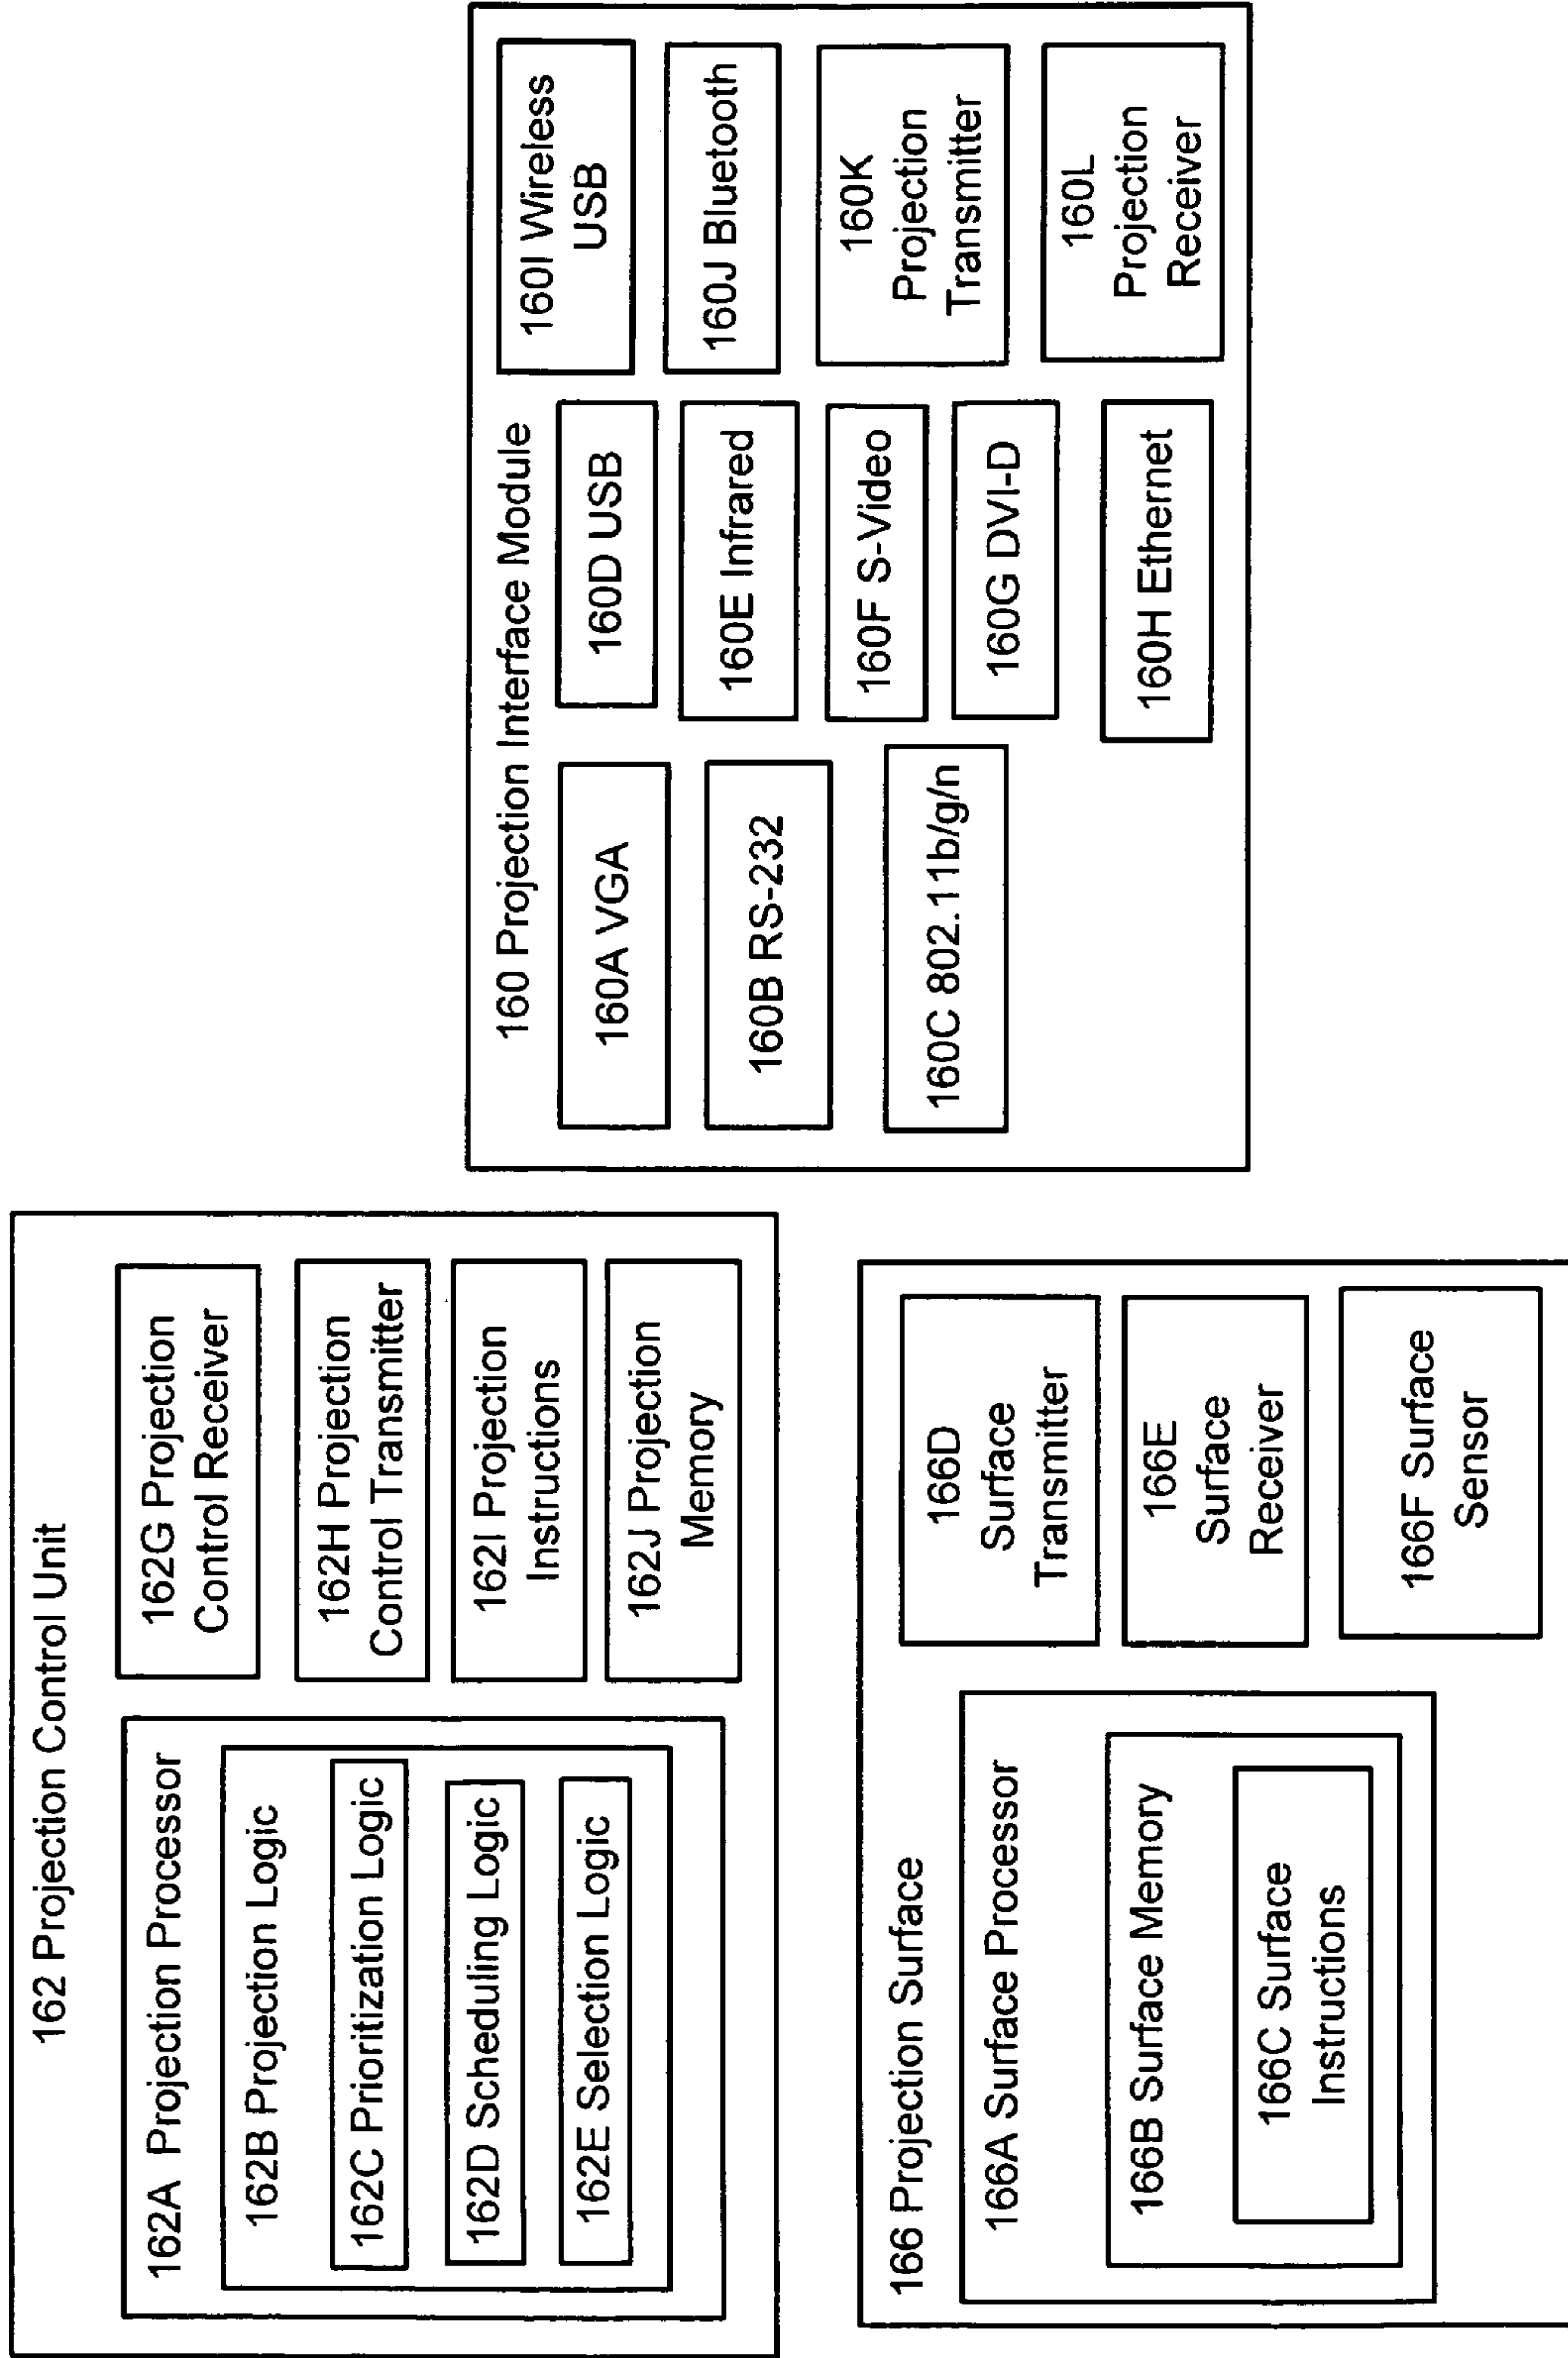 162 Projection Control Unit
162A Projection Processor
162B Projection Logic
162C Prioritization Logic
162D Scheduling Logic
162E Selection Logic
162G Projection
Control Receiver
162H Projection
Control Transmitter
162I Projection
Instructions
162J Projection
Memory
166 Projection Surface
166A Surface Processor
166B Surface Memory
166C Surface
Instructions
166D
Surface
Transmitter
166E
Surface
Receiver
166F Surface
Sensor
160 Projection Interface Module
160A VGA
160B RS-232
160C 802.11b/g/n
160D USB
160E Infrared
160F S-Video
160G DVI-D
160H Ethernet
160I Wireless
USB
160J Bluetooth
160K
Projection
Transmitter
160L
Projection
Receiver